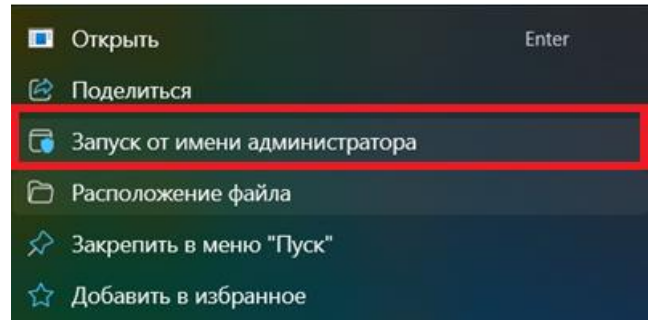 Открыть Enter
Поделиться
Запуск от имени администратора
Расположение файла
Закрепить в меню "Пуск"
Добавить в избранное